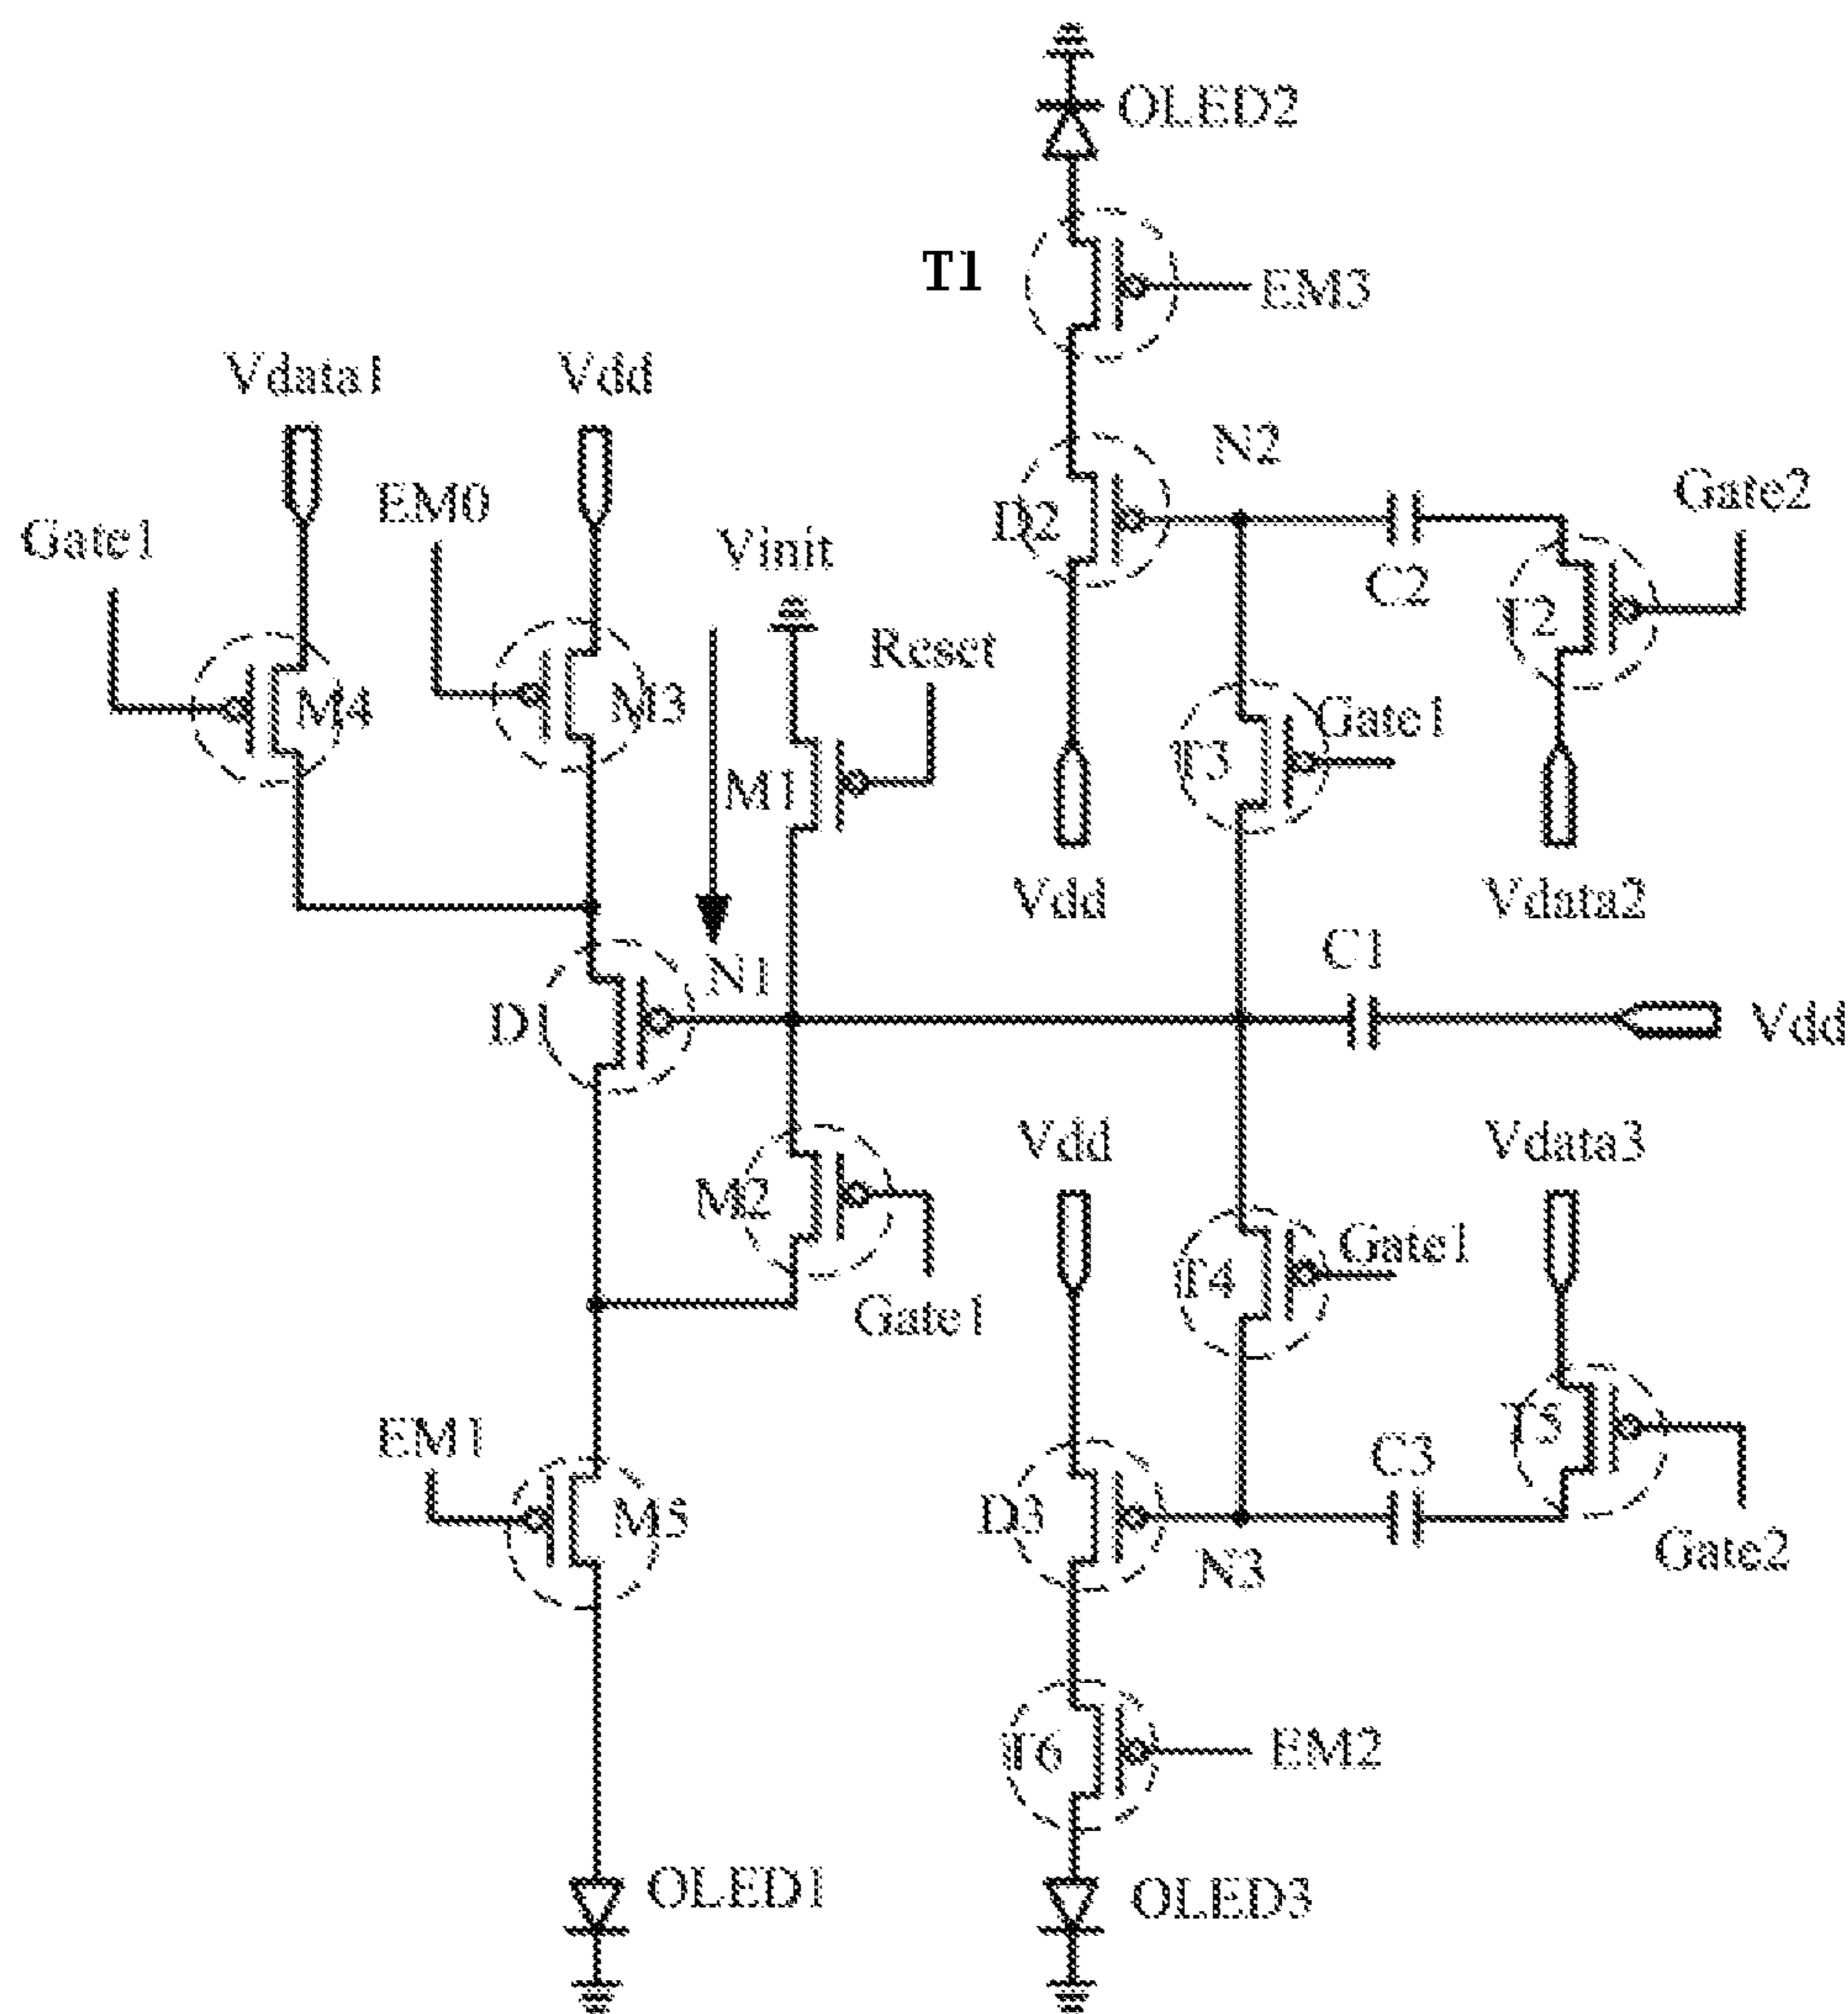 OLED2
T1
EM3
Vdata1
Vdd
N2
EM0
Gate2
Gate1
D2
Vinit
C2
T2
Reset
M4
M3
Gate1
T3
M1
Vdd
Vdata2
C1
N1
D1
Vdd
Vdd
Vdata3
M2
Gate1
T4
Gate1
EM1
T5
C3
M5
D3
N3
Gate2
T6
EM2
OLED1
OLED3